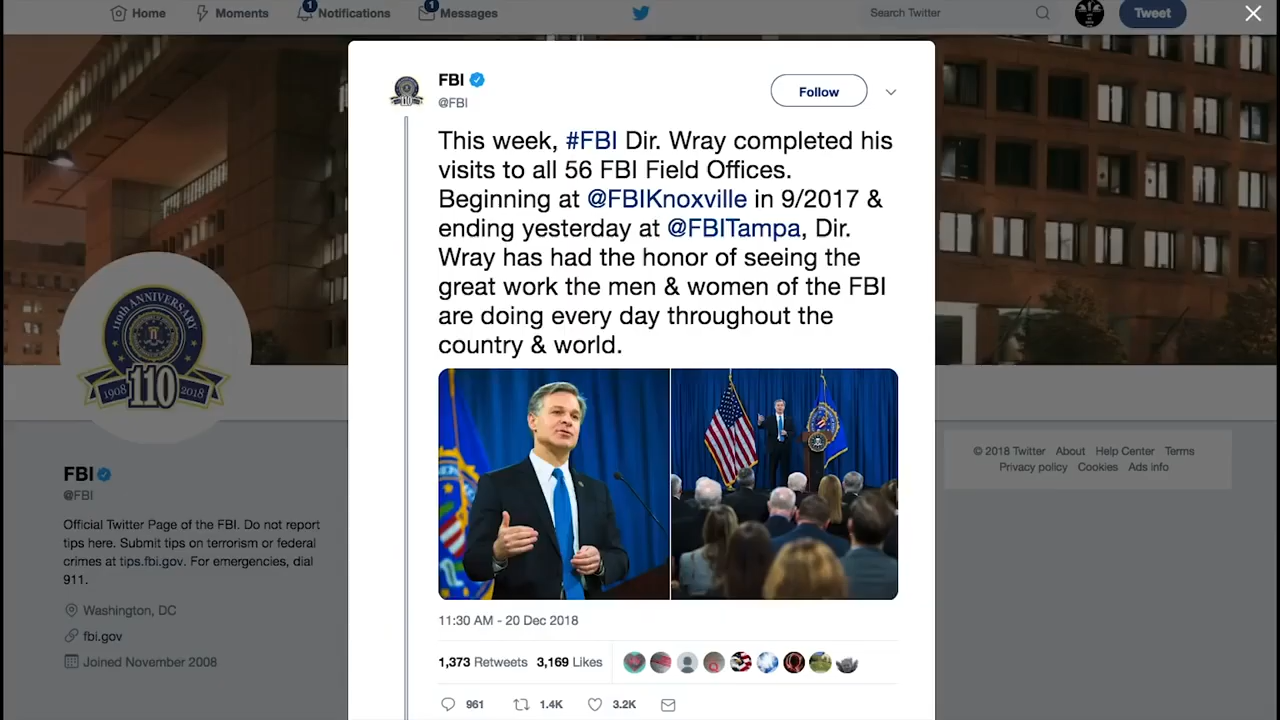 Home
Moments
1
Notifications
1
Messages
Search Twitter
Tweet
FBI
@FBI
Follow
This week, #FBI Dir. Wray completed his
visits to all 56 FBI Field Offices.
Beginning at @FBIKnoxville in 9/2017 &
ending yesterday at @FBITampa, Dir.
Wray has had the honor of seeing the
great work the men & women of the FBI
are doing every day throughout the
country & world.
11:30 AM - 20 Dec 2018
1,373 Retweets 3,169 Likes
961 1.4K 3.2K
110th ANNIVERSARY
1908 110 2018
FBI
@FBI
Official Twitter Page of the FBI. Do not report
tips here. Submit tips on terrorism or federal
crimes at tips.fbi.gov. For emergencies, dial
911.
Washington, DC
fbi.gov
Joined November 2008
© 2018 Twitter About Help Center Terms
Privacy policy Cookies Ads info